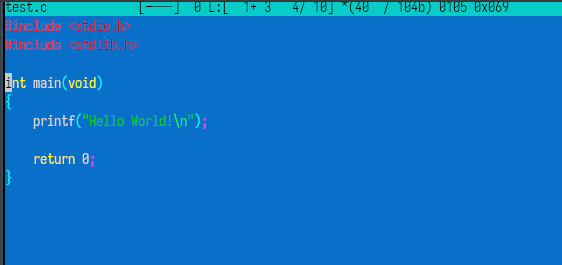 test.c [----] 0 L:[ 1+ 3 4/ 10] *(40 / 104b) 0105 0x069
#include <stdio.h>
#include <stdlib.h>
int main(void)
{
printf("Hello World!\n");
return 0;
}